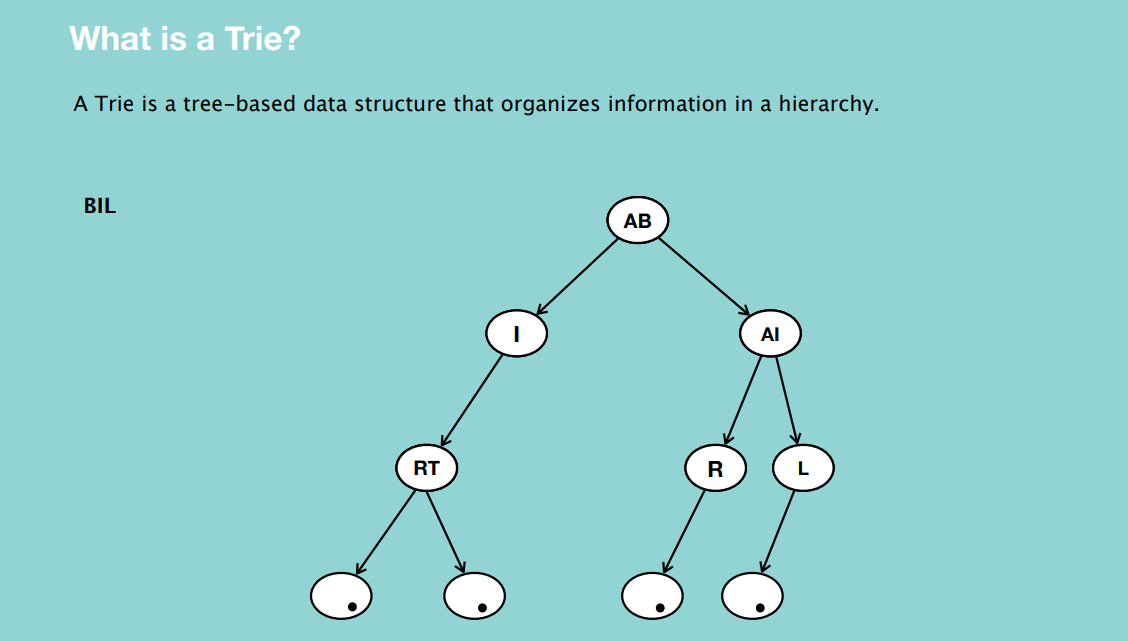 What is a Trie?
A Trie is a tree-based data structure that organizes information in a hierarchy.
BIL
AB
I
AI
RT
R
L